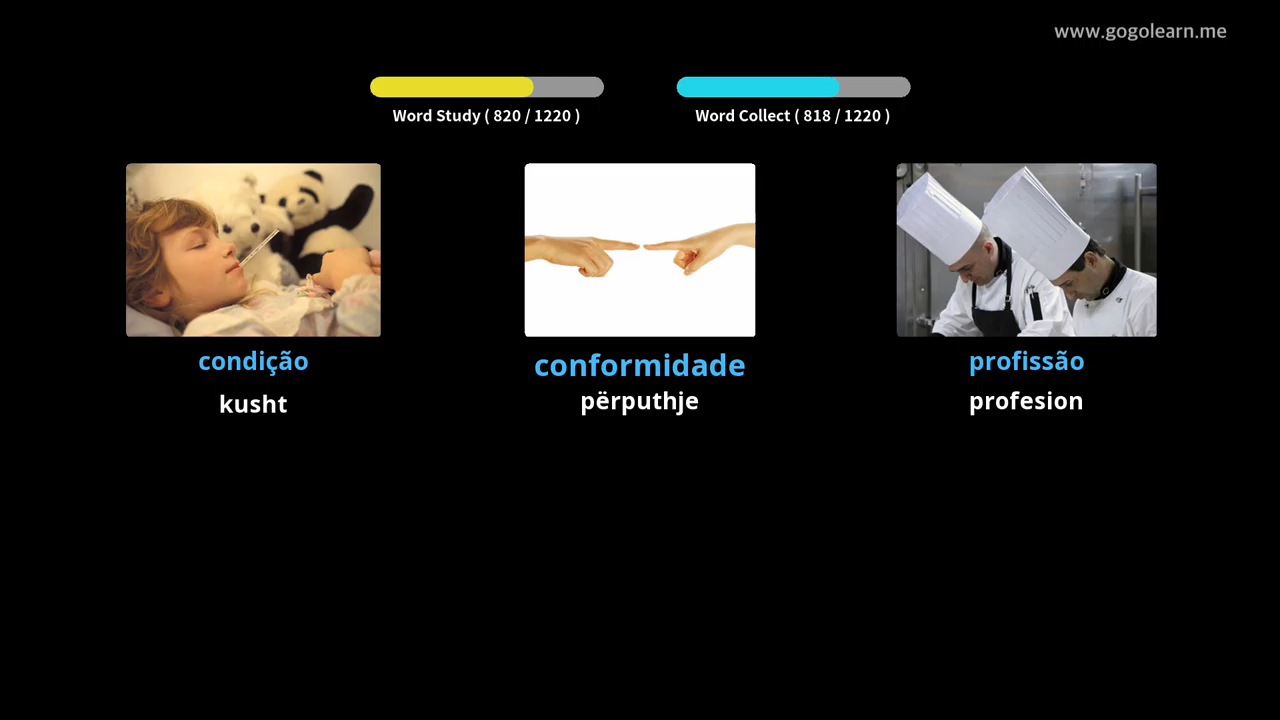 www.gogolearn.me
Word Study ( 820 / 1220 )
Word Collect ( 818 / 1220 )
condição
conformidade
profissão
kusht
përputhje
profesion